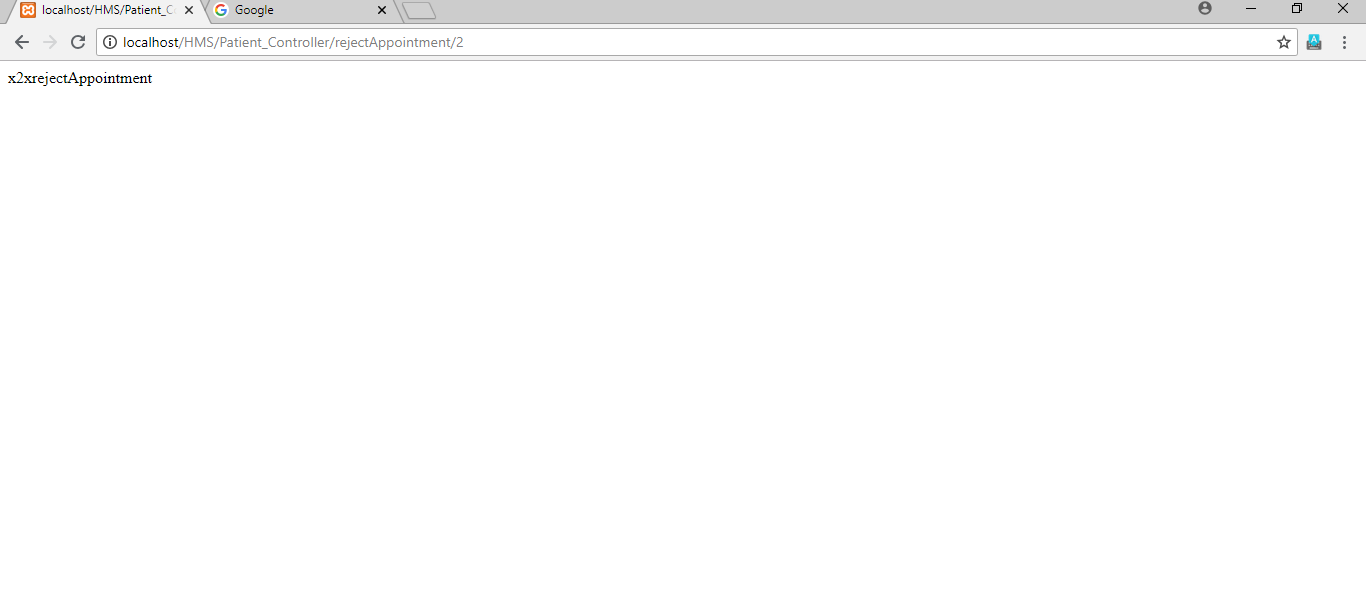 localhost/HMS/Patient_C
Google
localhost/HMS/Patient_Controller/rejectAppointment/2
x2xrejectAppointment